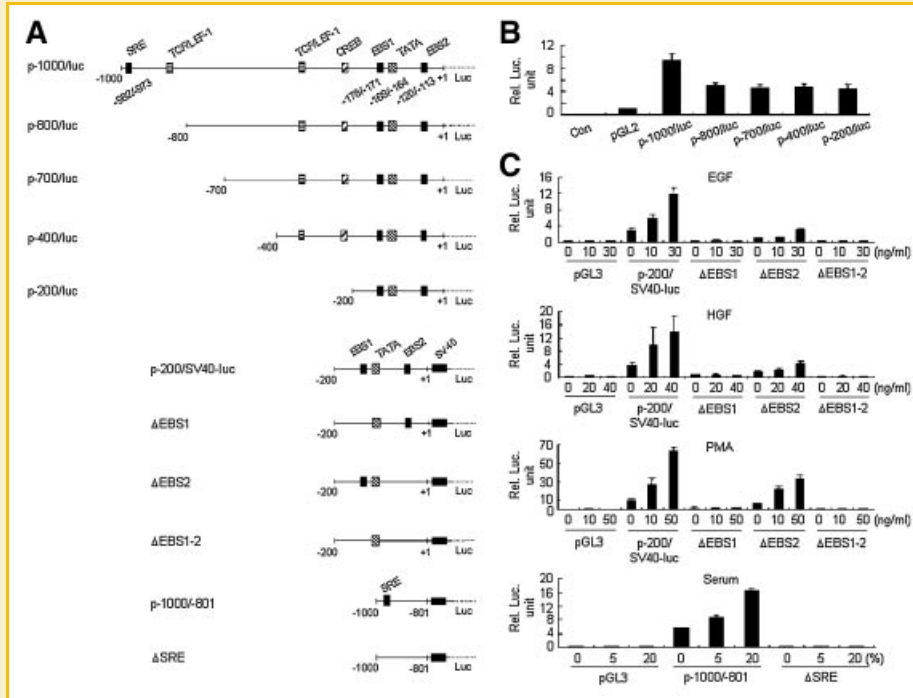 A
SRE TCF/LEF-1 TCF/LEF-1 CREB EBS1 TATA EBS2
p-1000/luc
-1000 +1 Luc
-982/-973 -178/-171 -169/-164 -120/-113
p-800/luc
-800 +1 Luc
p-700/luc
-700 +1 Luc
p-400/luc
-400 +1 Luc
p-200/luc
-200 +1 Luc
EBS1 TATA EBS2 SV40
p-200/SV40-luc
-200 +1 Luc
ΔEBS1
-200 +1 Luc
ΔEBS2
-200 +1 Luc
ΔEBS1-2
-200 +1 Luc
SRE
p-1000/-801
-1000 -801 Luc
ΔSRE
-1000 -801 Luc
B
Rel. Luc. unit
12
8
4
0
Con pGL2 p-1000/luc p-800/luc p-700/luc p-400/luc p-200/luc
C
EGF
Rel. Luc. unit
16
12
8
4
0
0 10 30 0 10 30 0 10 30 0 10 30 0 10 30 (ng/ml)
pGL3 p-200/ ΔEBS1 ΔEBS2 ΔEBS1-2
SV40-luc
HGF
Rel. Luc. unit
20
16
12
8
4
0
0 20 40 0 20 40 0 20 40 0 20 40 0 20 40 (ng/ml)
pGL3 p-200/ ΔEBS1 ΔEBS2 ΔEBS1-2
SV40-luc
PMA
Rel. Luc. unit
70
50
30
10
0
0 10 50 0 10 50 0 10 50 0 10 50 0 10 50 (ng/ml)
pGL3 p-200/ ΔEBS1 ΔEBS2 ΔEBS1-2
SV40-luc
Serum
Rel. Luc. unit
20
16
12
8
4
0
0 5 20 0 5 20 0 5 20 (%)
pGL3 p-1000/-801 ΔSRE